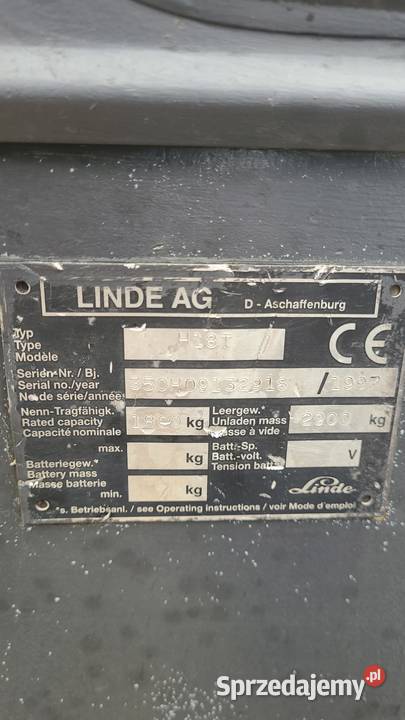 LINDE AG D - Aschaffenburg
Typ
Type H18T
Modèle
CE
Serien-Nr. / Bj.
Serial no./year / 1997
No de série/année
Nenn-Tragfähigk.
Rated capacity kg
Capacité nominale
Leergew.*
Unladen mass 2900 kg
Masse à vide
max. kg
Batteriegew.*
Battery mass
Masse batterie
min. kg
Batt.-Sp.
Batt.-volt. V
Tension batt.
Linde
*s. Betriebsanl. / see Operating instructions / voir Mode d'emploi
Sprzedajemy.pl